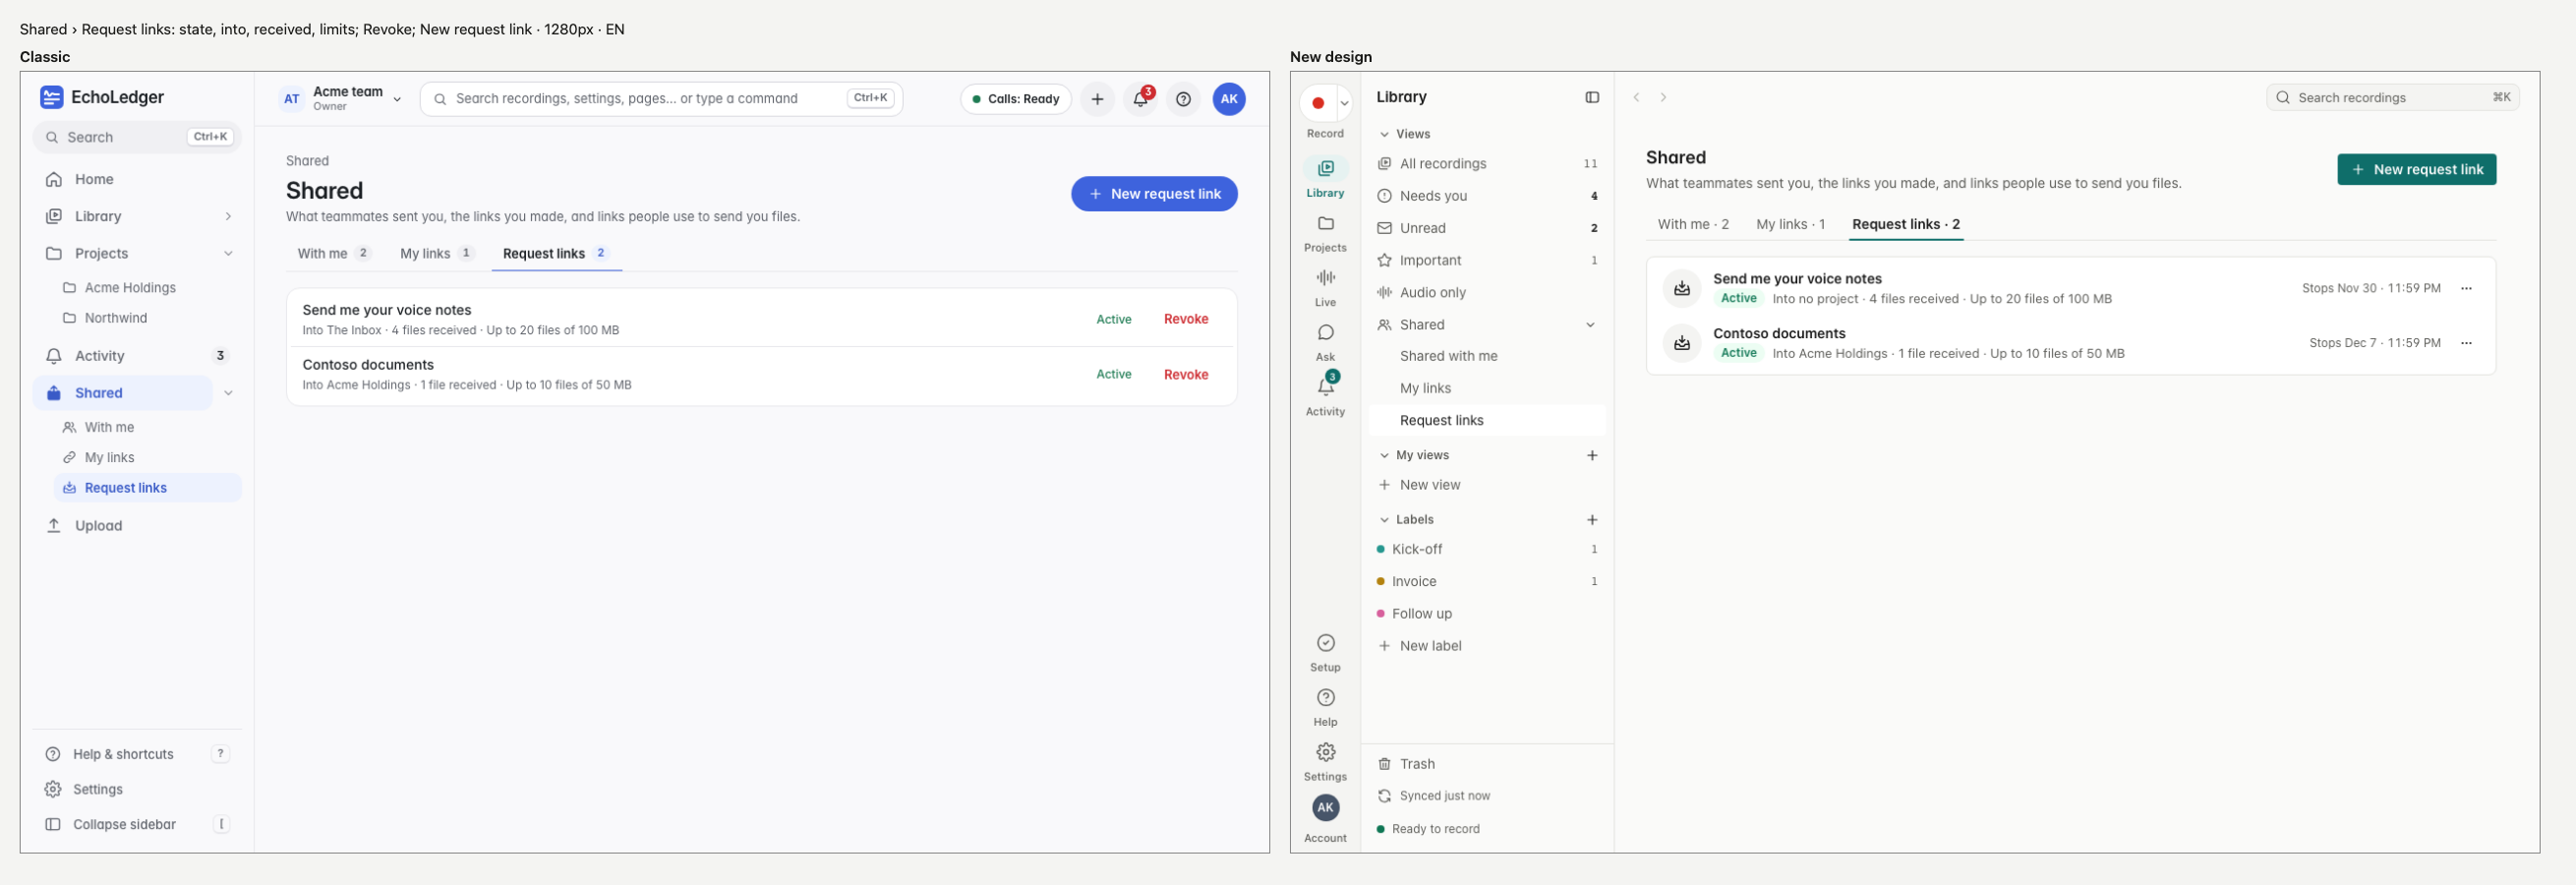 Shared › Request links: state, into, received, limits; Revoke; New request link · 1280px · EN
Classic
EchoLedger
Search Ctrl+K
Home
Library
Projects
Acme Holdings
Northwind
Activity 3
Shared
With me
My links
Request links
Upload
Help & shortcuts ?
Settings
Collapse sidebar [
AT Acme team
Owner
Search recordings, settings, pages... or type a command Ctrl+K
Calls: Ready
3
AK
Shared
Shared
What teammates sent you, the links you made, and links people use to send you files.
New request link
With me 2 My links 1 Request links 2
Send me your voice notes
Into The Inbox · 4 files received · Up to 20 files of 100 MB
Active Revoke
Contoso documents
Into Acme Holdings · 1 file received · Up to 10 files of 50 MB
Active Revoke
New design
Record
Library
Projects
Live
Ask
3
Activity
Setup
Help
Settings
AK
Account
Library
Views
All recordings 11
Needs you 4
Unread 2
Important 1
Audio only
Shared
Shared with me
My links
Request links
My views
New view
Labels
Kick-off 1
Invoice 1
Follow up
New label
Trash
Synced just now
Ready to record
Search recordings ⌘K
Shared
What teammates sent you, the links you made, and links people use to send you files.
New request link
With me · 2 My links · 1 Request links · 2
Send me your voice notes
Active Into no project · 4 files received · Up to 20 files of 100 MB
Stops Nov 30 · 11:59 PM
Contoso documents
Active Into Acme Holdings · 1 file received · Up to 10 files of 50 MB
Stops Dec 7 · 11:59 PM